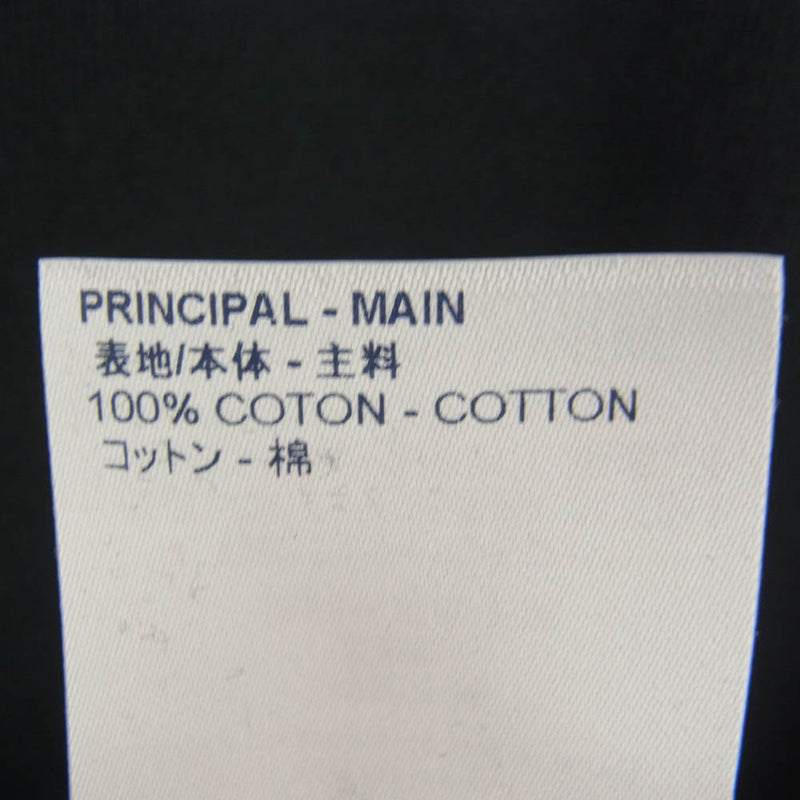 PRINCIPAL - MAIN
表地/本体 - 主料
100% COTON - COTTON
コットン - 棉